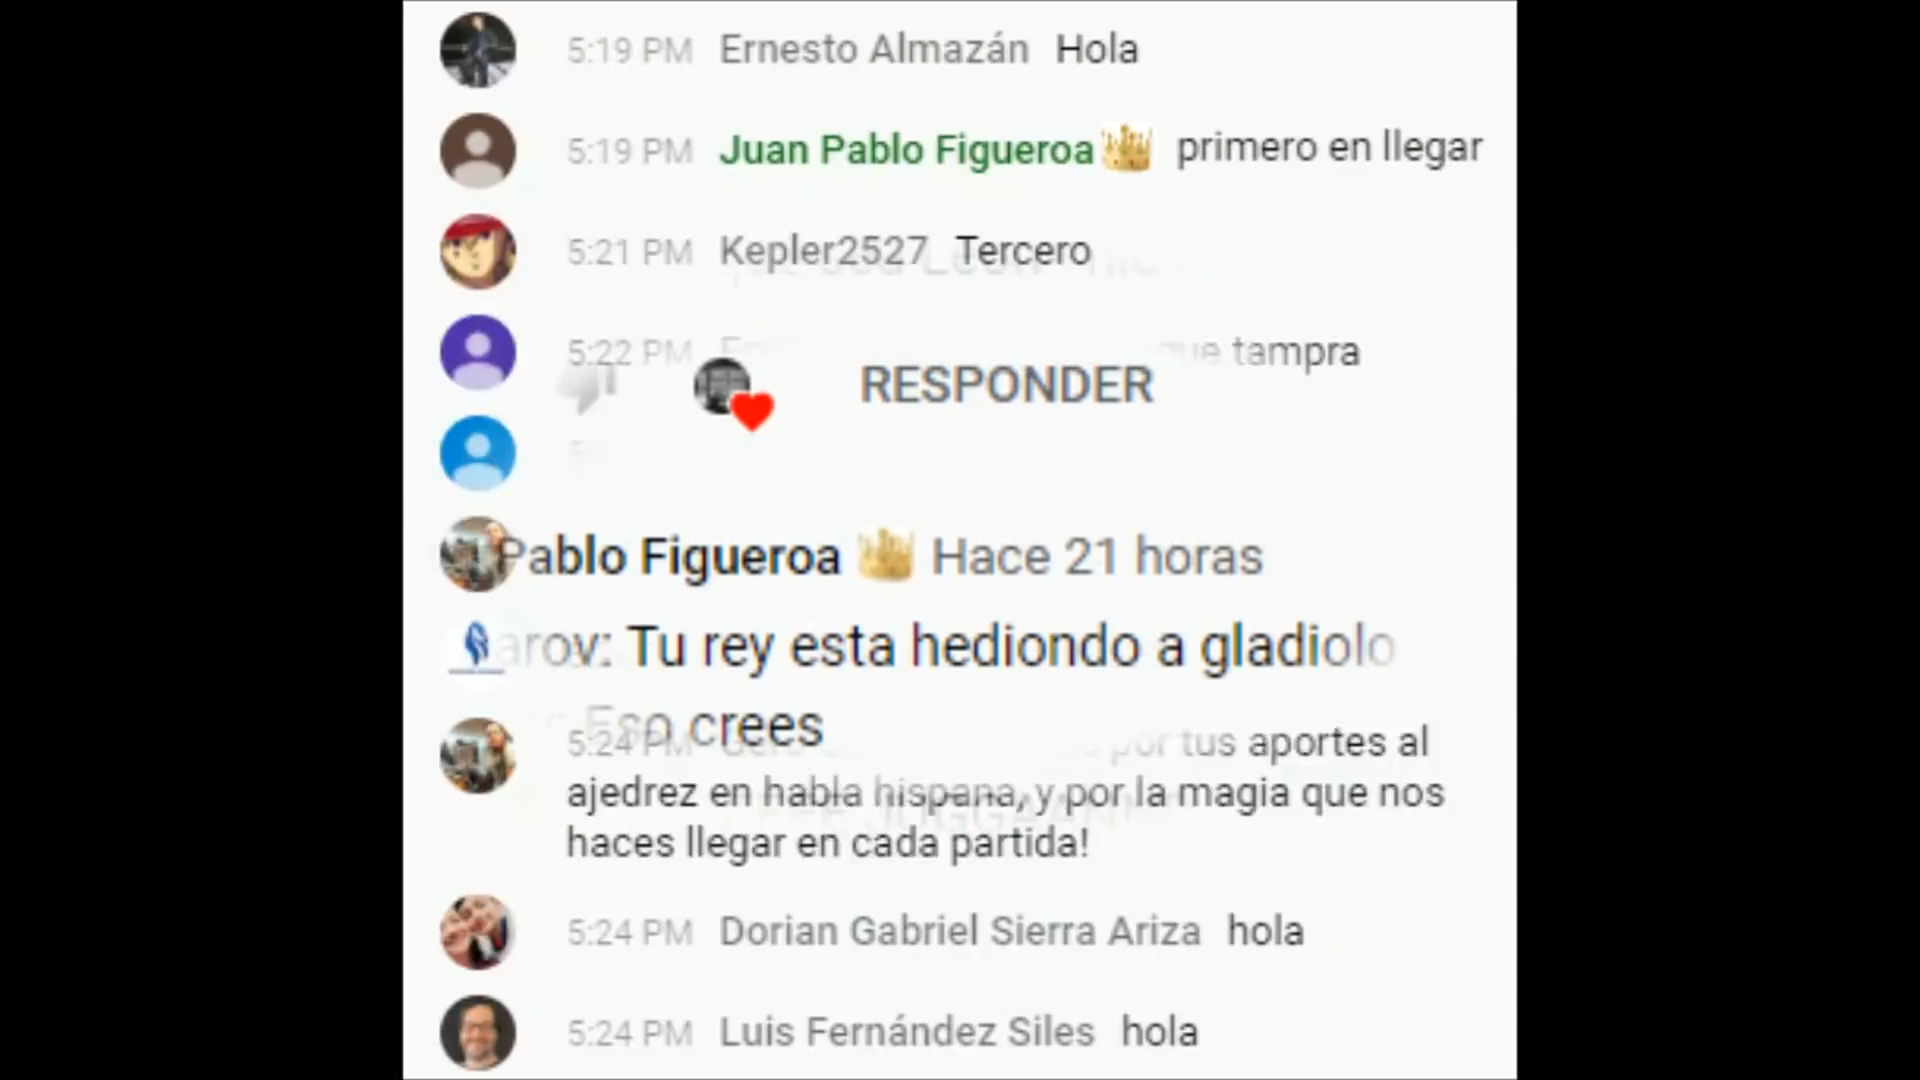 5:19 PM Ernesto Almazán Hola
5:19 PM Juan Pablo Figueroa primero en llegar
5:21 PM Kepler2527 Tercero
5:22 PM que tampra
RESPONDER
Pablo Figueroa Hace 21 horas
arov: Tu rey esta hediondo a gladiolo
Eso crees
5:24 PM por tus aportes al
ajedrez en habla hispana, y por la magia que nos
haces llegar en cada partida!
5:24 PM Dorian Gabriel Sierra Ariza hola
5:24 PM Luis Fernández Siles hola